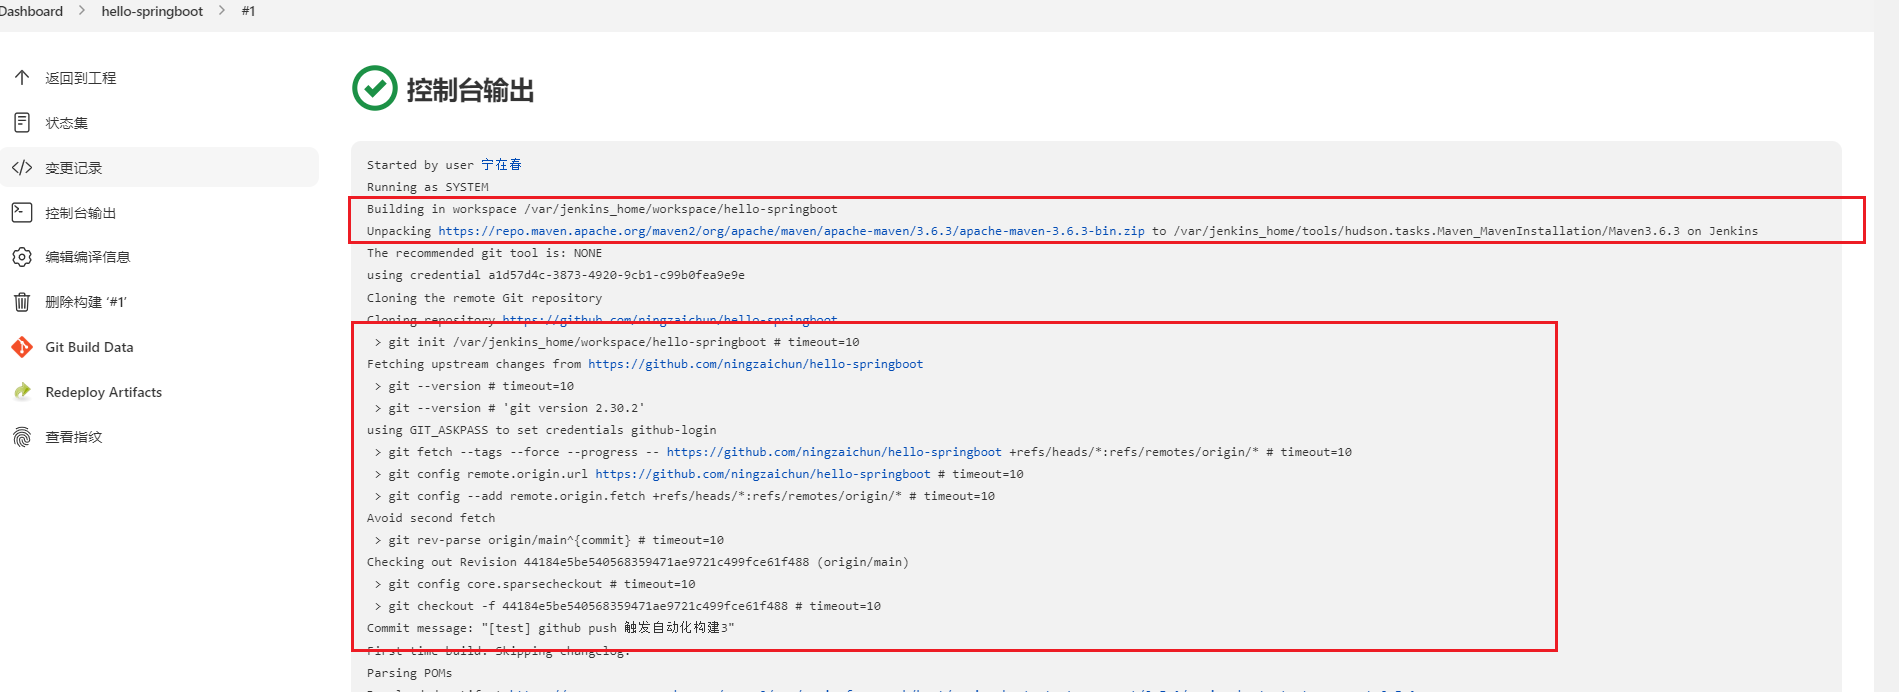 Dashboard > hello-springboot > #1
返回到工程
状态集
变更记录
控制台输出
编辑编译信息
删除构建 ‘#1’
Git Build Data
Redeploy Artifacts
查看指纹
控制台输出
Started by user 宁在春
Running as SYSTEM
Building in workspace /var/jenkins_home/workspace/hello-springboot
Unpacking https://repo.maven.apache.org/maven2/org/apache/maven/apache-maven/3.6.3/apache-maven-3.6.3-bin.zip to /var/jenkins_home/tools/hudson.tasks.Maven_MavenInstallation/Maven3.6.3 on Jenkins
The recommended git tool is: NONE
using credential a1d57d4c-3873-4920-9cb1-c99b0fea9e9e
Cloning the remote Git repository
Cloning repository https://github.com/ningzaichun/hello-springboot
> git init /var/jenkins_home/workspace/hello-springboot # timeout=10
Fetching upstream changes from https://github.com/ningzaichun/hello-springboot
> git --version # timeout=10
> git --version # 'git version 2.30.2'
using GIT_ASKPASS to set credentials github-login
> git fetch --tags --force --progress -- https://github.com/ningzaichun/hello-springboot +refs/heads/*:refs/remotes/origin/* # timeout=10
> git config remote.origin.url https://github.com/ningzaichun/hello-springboot # timeout=10
> git config --add remote.origin.fetch +refs/heads/*:refs/remotes/origin/* # timeout=10
Avoid second fetch
> git rev-parse origin/main^{commit} # timeout=10
Checking out Revision 44184e5be540568359471ae9721c499fce61f488 (origin/main)
> git config core.sparsecheckout # timeout=10
> git checkout -f 44184e5be540568359471ae9721c499fce61f488 # timeout=10
Commit message: "[test] github push 触发自动化构建3"
First time build. Skipping changelog.
Parsing POMs